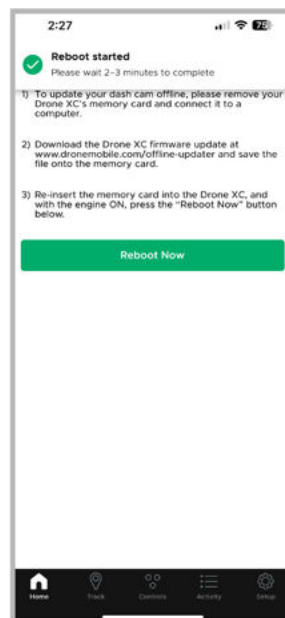 2:27
75
Reboot started
Please wait 2-3 minutes to complete
1) To update your dash cam offline, please remove your
Drone XC's memory card and connect it to a
computer.
2) Download the Drone XC firmware update at
www.dronemobile.com/offline-updater and save the
file onto the memory card.
3) Re-insert the memory card into the Drone XC, and
with the engine ON, press the “Reboot Now” button
below.
Reboot Now
Home Track Controls Activity Setup